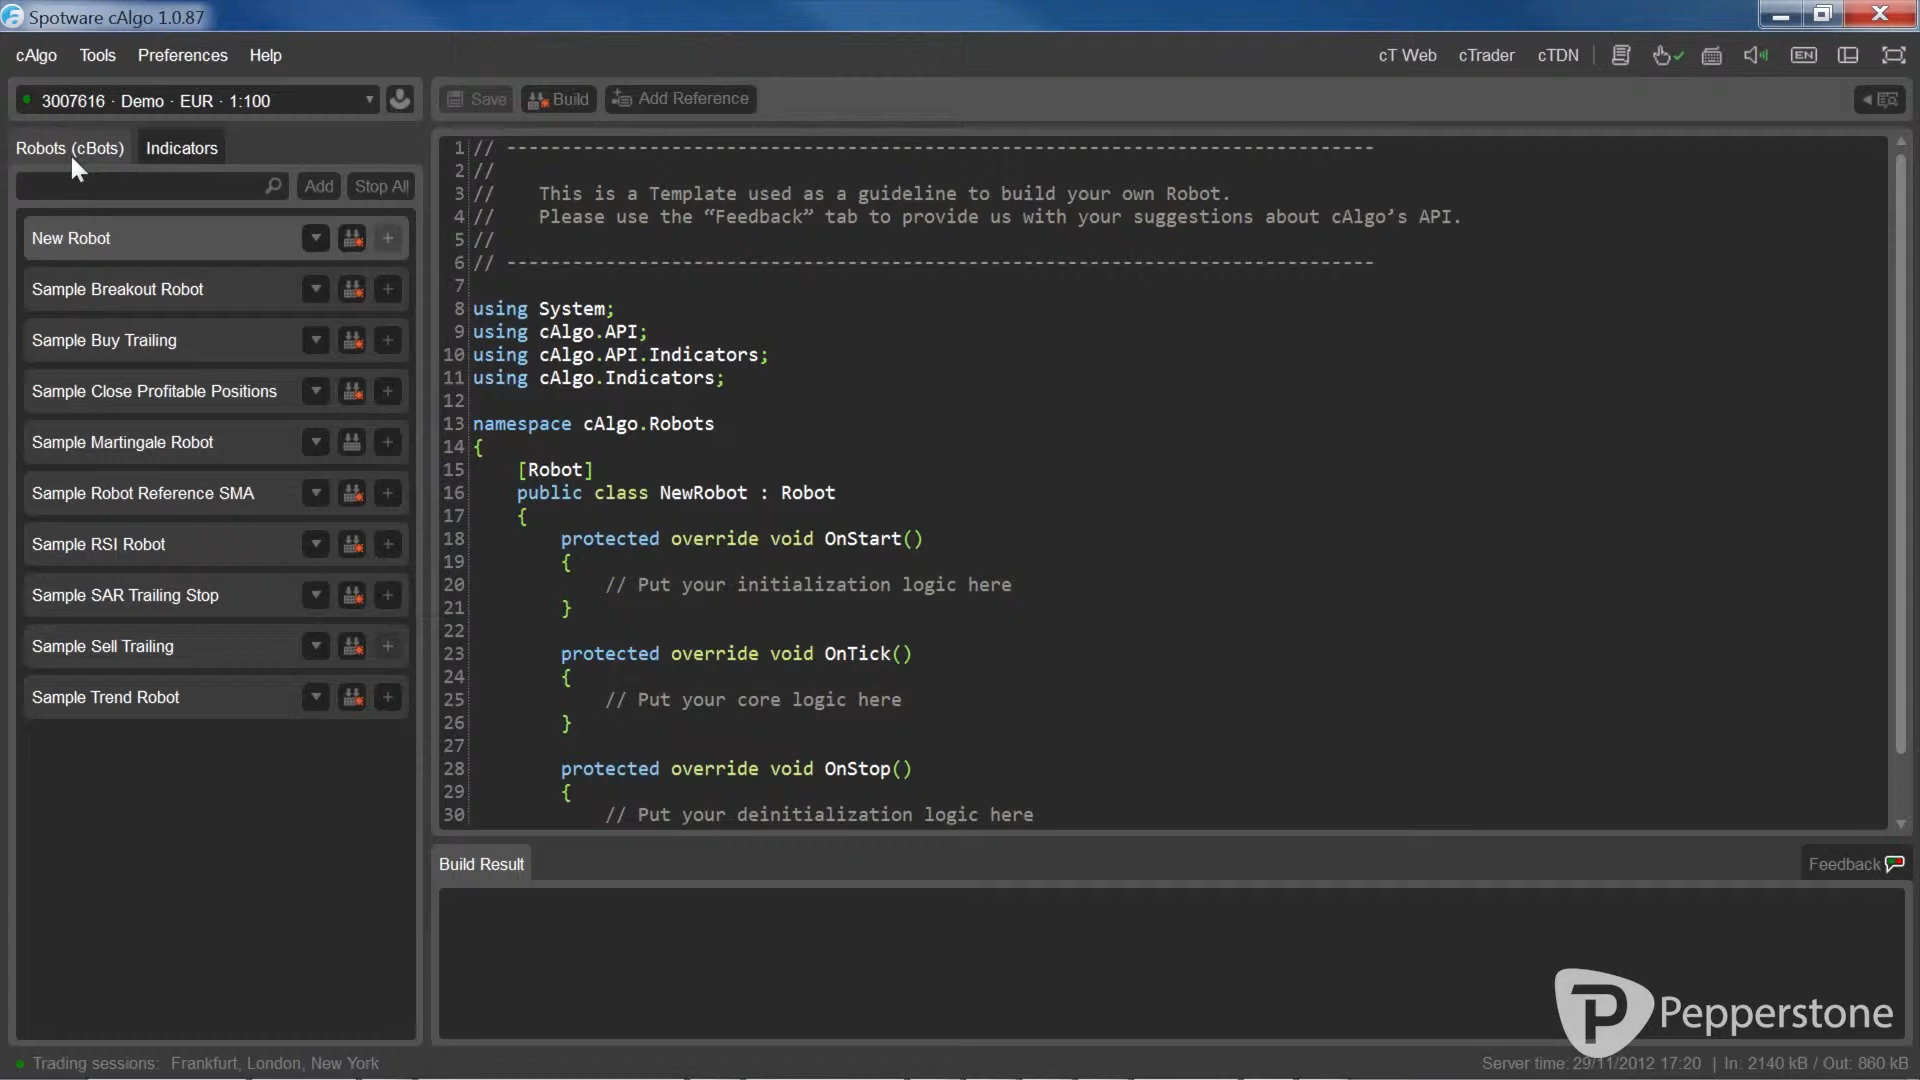 Spotware cAlgo 1.0.87
cAlgo Tools Preferences Help
cT Web cTrader cTDN EN
3007616 · Demo · EUR · 1:100
Save Build Add Reference
Robots (cBots) Indicators
Add Stop All
New Robot
Sample Breakout Robot
Sample Buy Trailing
Sample Close Profitable Positions
Sample Martingale Robot
Sample Robot Reference SMA
Sample RSI Robot
Sample SAR Trailing Stop
Sample Sell Trailing
Sample Trend Robot
1 // -------------------------------------------------------------------------------
2 //
3 //    This is a Template used as a guideline to build your own Robot.
4 //    Please use the “Feedback” tab to provide us with your suggestions about cAlgo’s API.
5 //
6 // -------------------------------------------------------------------------------
7
8 using System;
9 using cAlgo.API;
10 using cAlgo.API.Indicators;
11 using cAlgo.Indicators;
12
13 namespace cAlgo.Robots
14 {
15     [Robot]
16     public class NewRobot : Robot
17     {
18         protected override void OnStart()
19         {
20             // Put your initialization logic here
21         }
22
23         protected override void OnTick()
24         {
25             // Put your core logic here
26         }
27
28         protected override void OnStop()
29         {
30             // Put your deinitialization logic here
Build Result
Feedback
Pepperstone
Trading sessions: Frankfurt, London, New York
Server time: 29/11/2012 17:20 | In: 2140 kB / Out: 860 kB